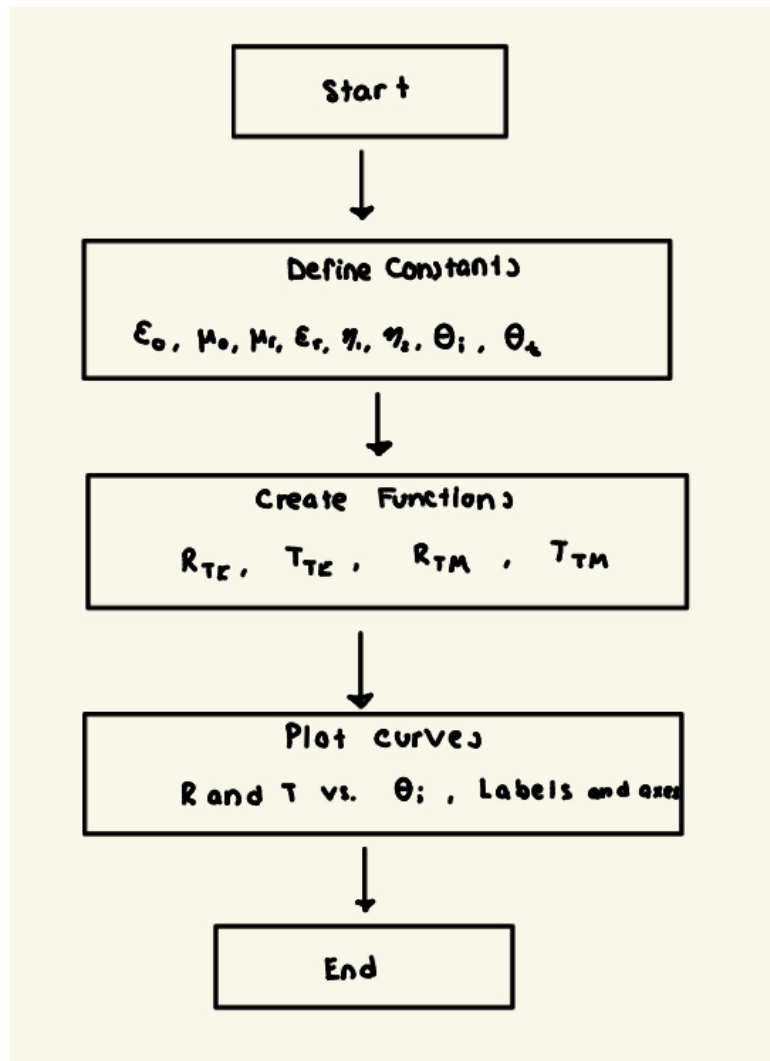 Start
Define Constants
ε₀, μ₀, μᵣ, εᵣ, η₁, η₂, θᵢ, θₜ
Create Functions
R_TE, T_TE, R_TM, T_TM
Plot curves
R and T vs. θᵢ, Labels and axes
End